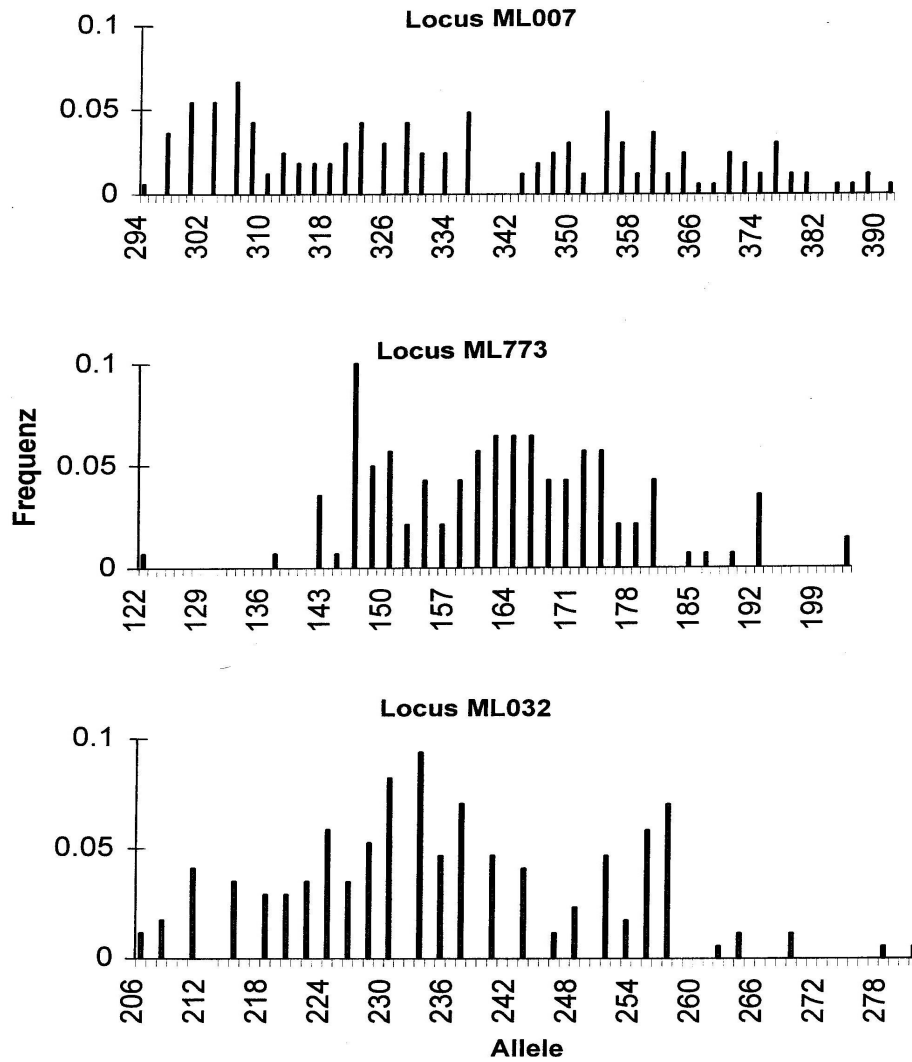 Locus ML007
0.1
0.05
0
294 302 310 318 326 334 342 350 358 366 374 382 390
Locus ML773
0.1
0.05
0
122 129 136 143 150 157 164 171 178 185 192 199
Frequenz
Locus ML032
0.1
0.05
0
206 212 218 224 230 236 242 248 254 260 266 272 278
Allele